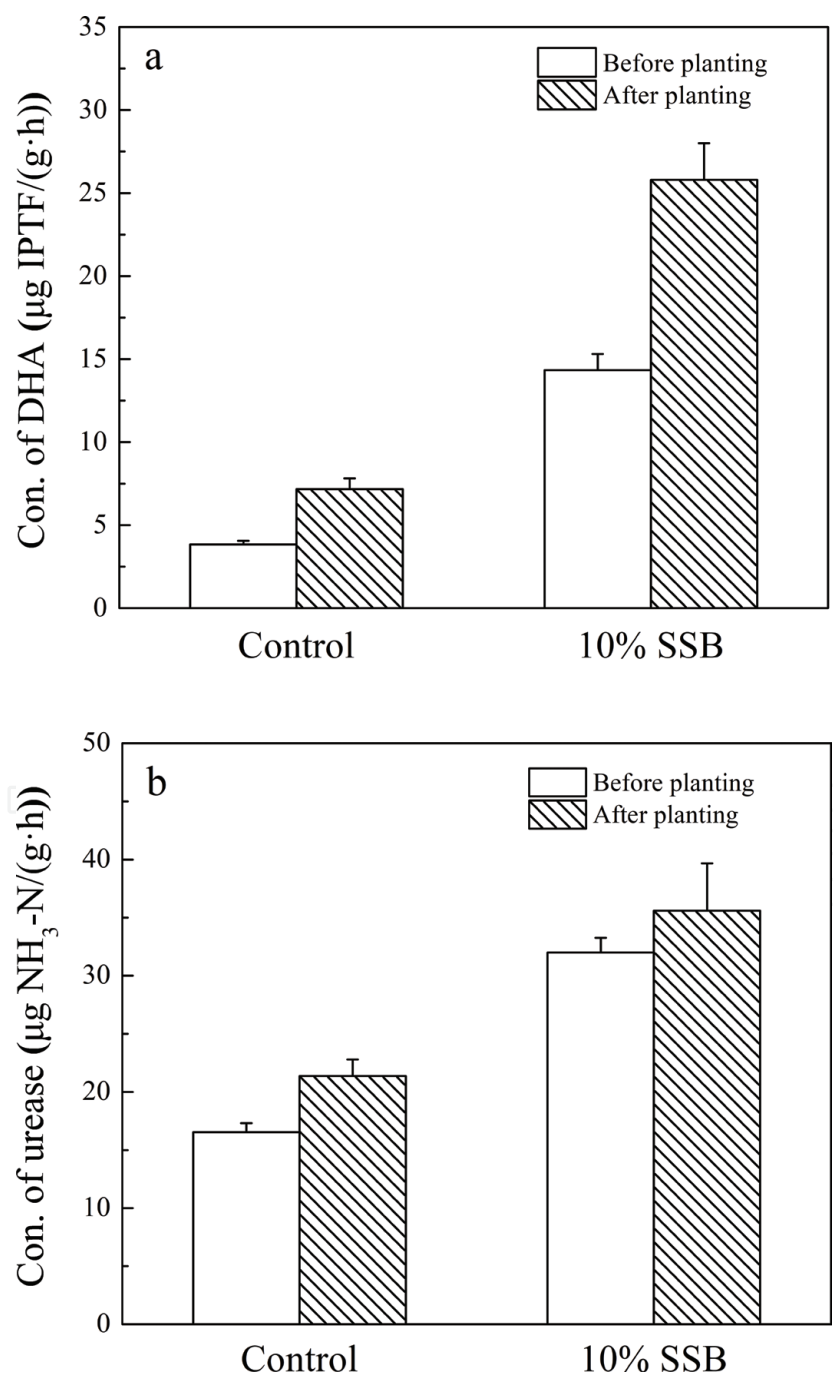 a
Before planting
After planting
35
30
25
20
15
10
5
0
Con. of DHA (μg IPTF/(g·h))
Control 10% SSB
b
Before planting
After planting
50
40
30
20
10
0
Con. of urease (μg NH₃-N/(g·h))
Control 10% SSB